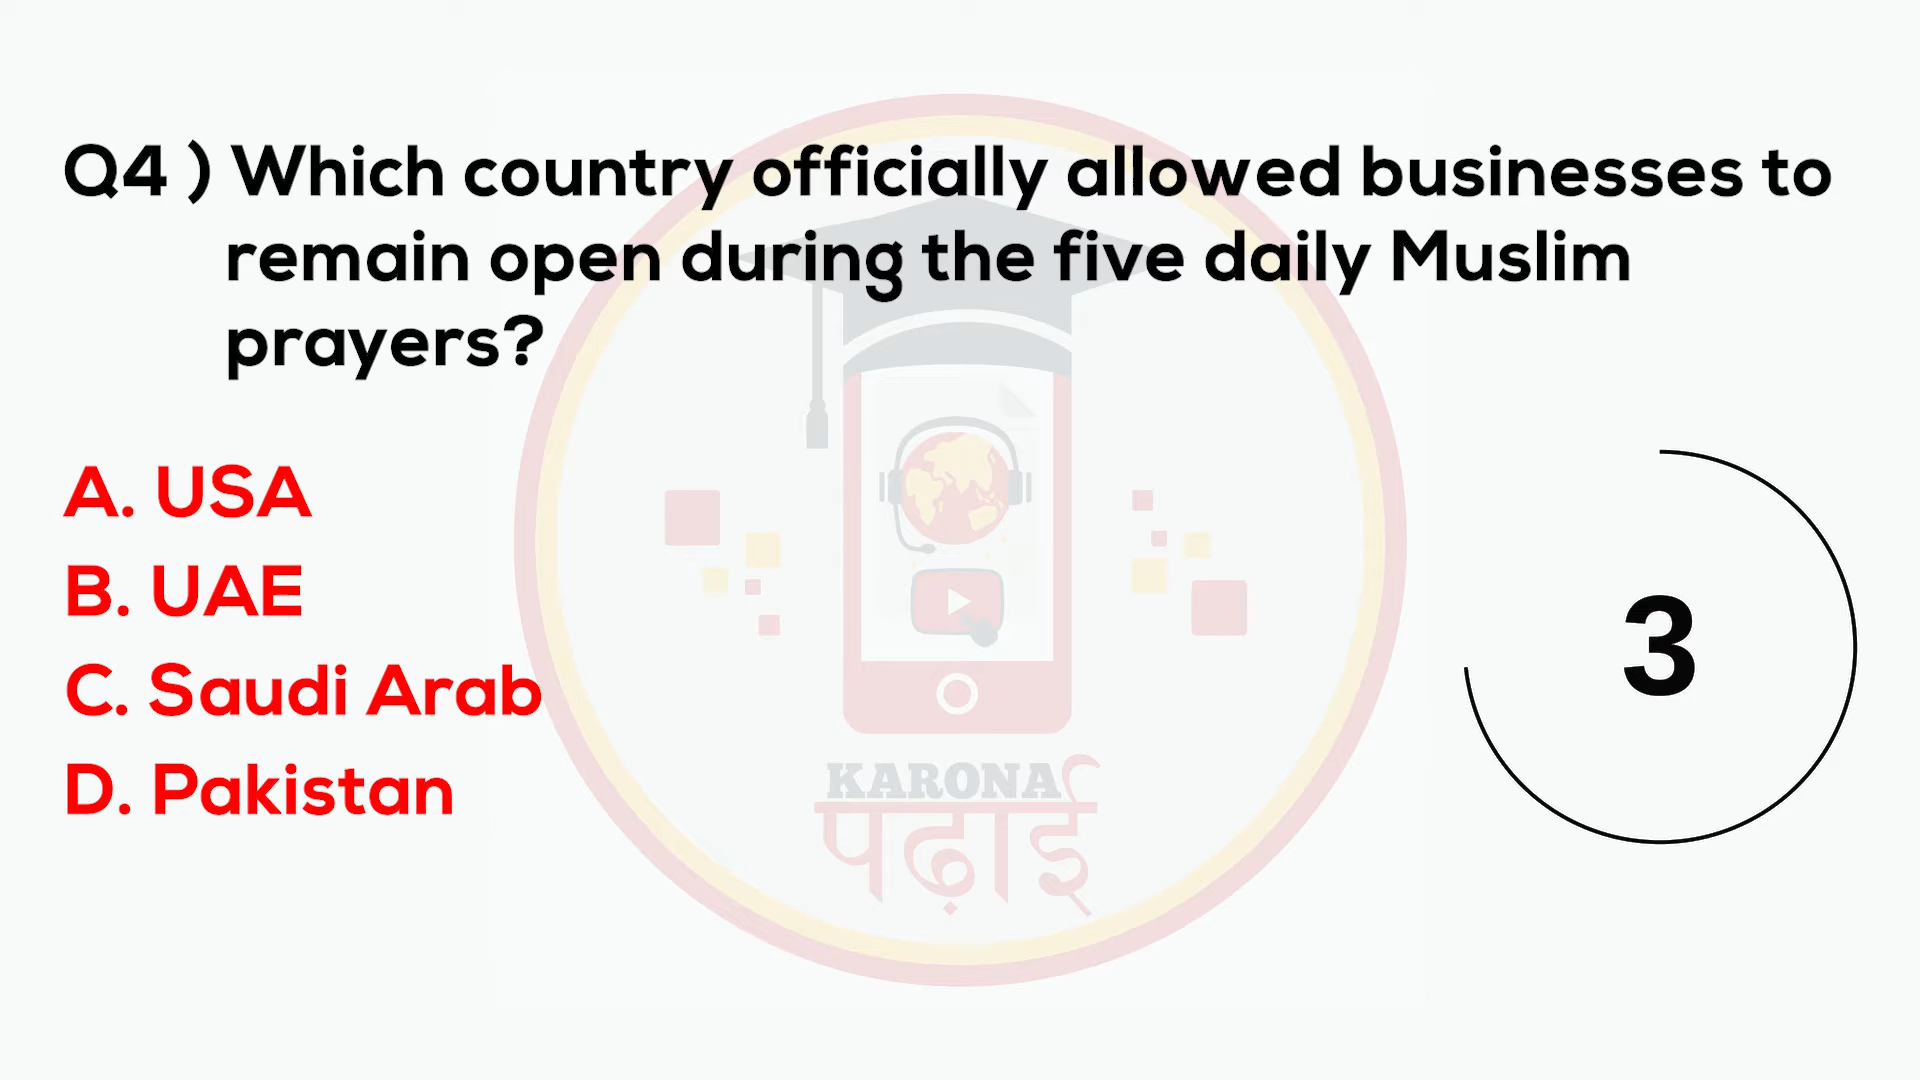 Q4 ) Which country officially allowed businesses to
remain open during the five daily Muslim
prayers?
A. USA
B. UAE
C. Saudi Arab
D. Pakistan
3
KARONA
पढ़ाई